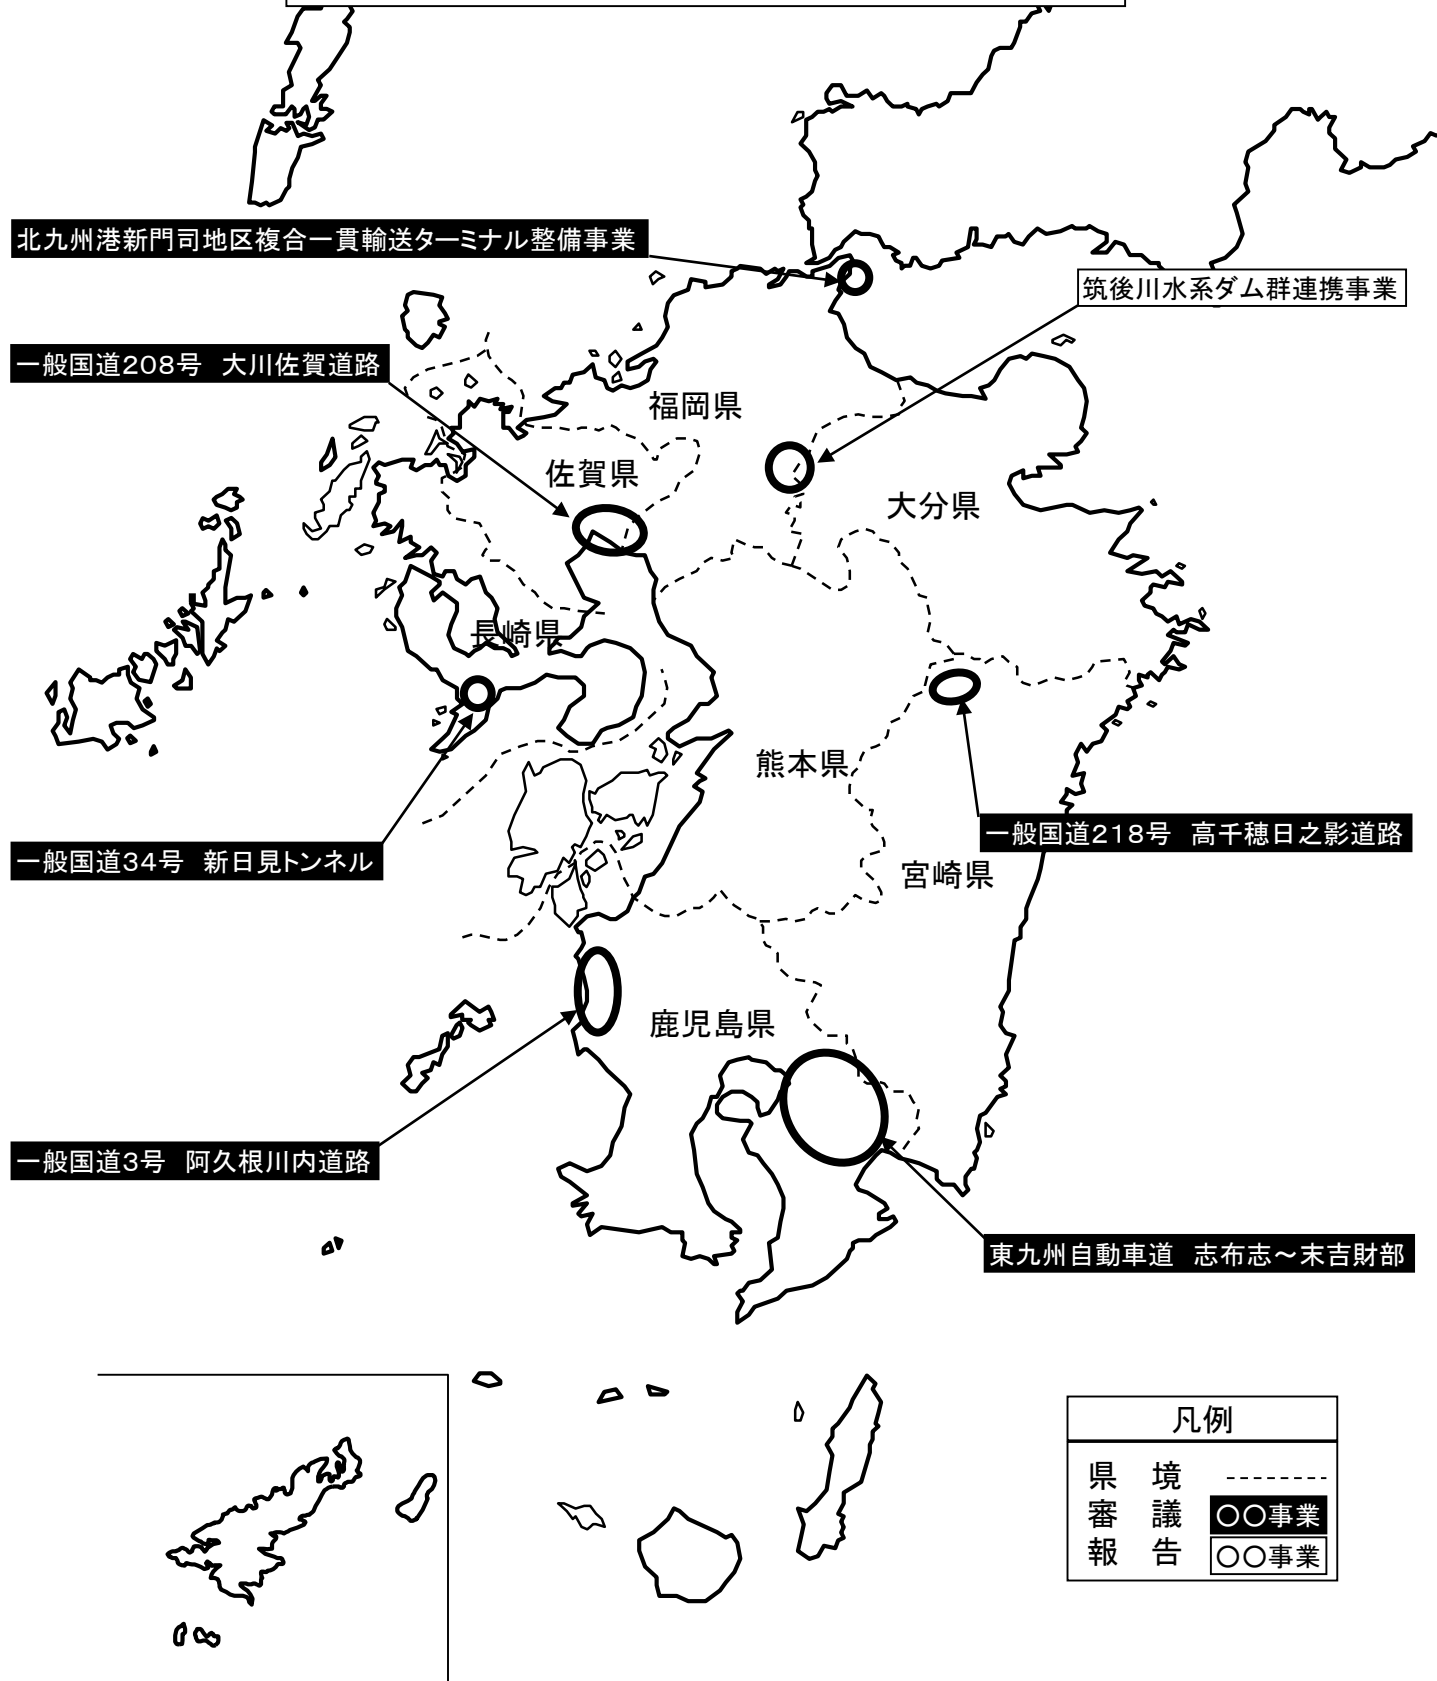 北九州港新門司地区複合一貫輸送ターミナル整備事業
筑後川水系ダム群連携事業
一般国道208号　大川佐賀道路
福岡県
佐賀県
大分県
長崎県
熊本県
一般国道218号　高千穂日之影道路
一般国道34号　新日見トンネル
宮崎県
鹿児島県
一般国道3号　阿久根川内道路
東九州自動車道　志布志～末吉財部
凡例
県　境
審　議　○○事業
報　告　○○事業